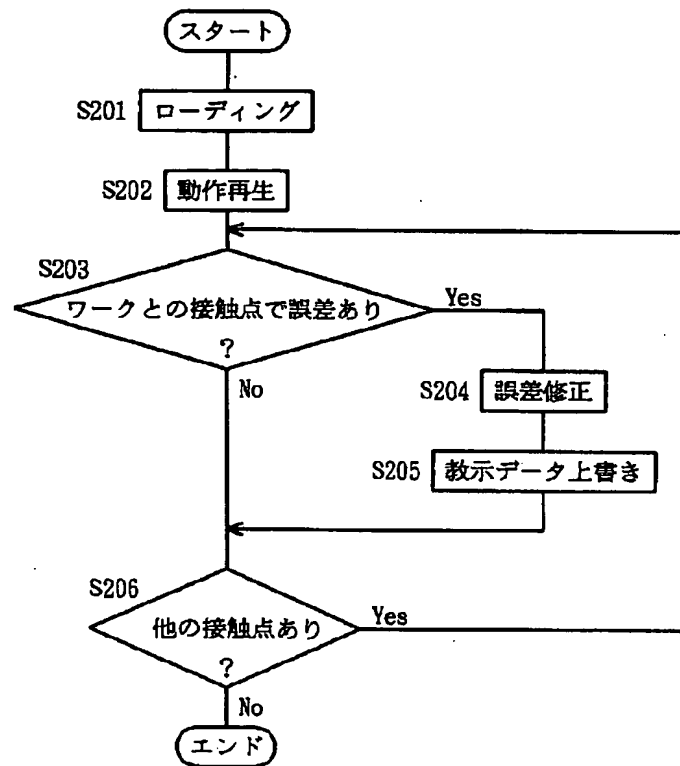 スタート
S201 ローディング
S202 動作再生
S203
ワークとの接触点で誤差あり
?
Yes
No
S204 誤差修正
S205 教示データ上書き
S206
他の接触点あり
?
Yes
No
エンド